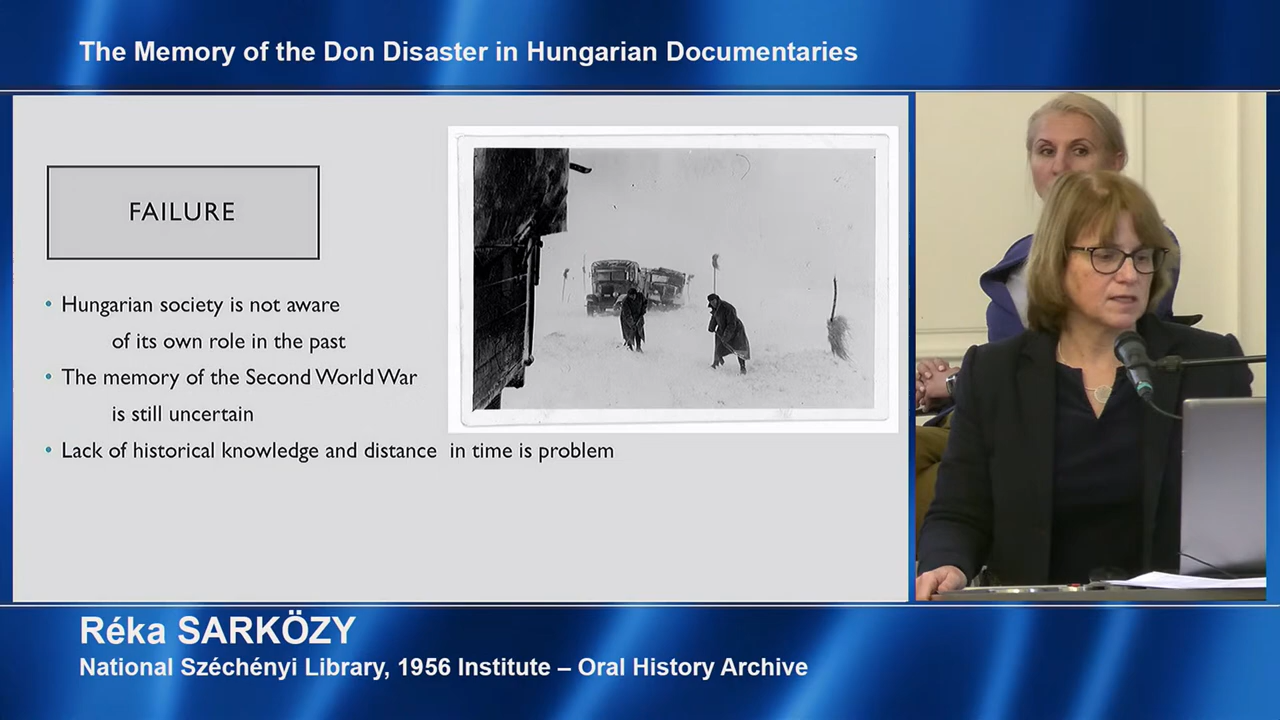 The Memory of the Don Disaster in Hungarian Documentaries
FAILURE
• Hungarian society is not aware
of its own role in the past
• The memory of the Second World War
is still uncertain
• Lack of historical knowledge and distance in time is problem
Réka SARKÖZY
National Széchényi Library, 1956 Institute – Oral History Archive